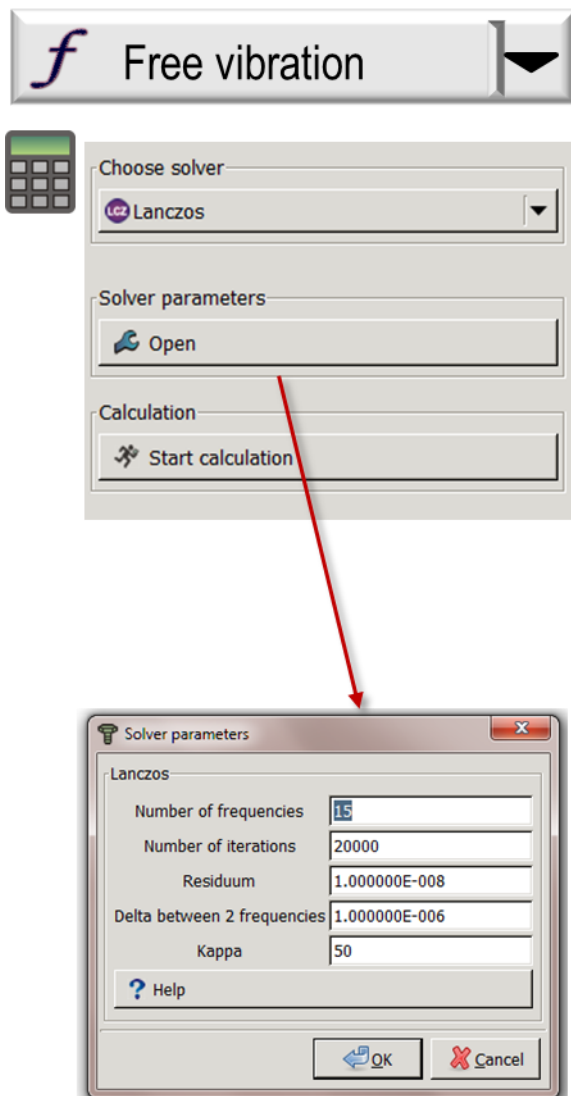 f Free vibration
Choose solver
LCZ Lanczos
Solver parameters
Open
Calculation
Start calculation
Solver parameters
x
Lanczos
Number of frequencies 15
Number of iterations 20000
Residuum 1.000000E-008
Delta between 2 frequencies 1.000000E-006
Kappa 50
? Help
OK Cancel